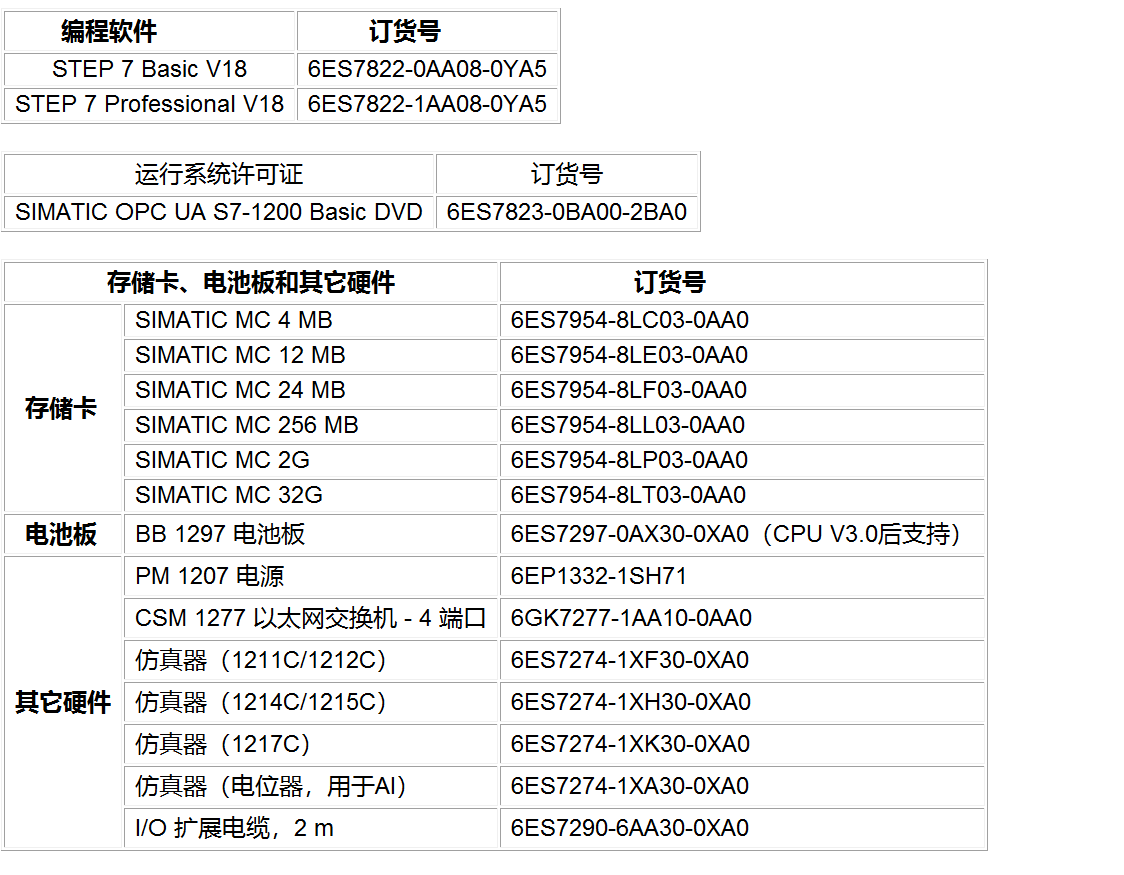 编程软件 订货号
STEP 7 Basic V18 6ES7822-0AA08-0YA5
STEP 7 Professional V18 6ES7822-1AA08-0YA5
运行系统许可证 订货号
SIMATIC OPC UA S7-1200 Basic DVD 6ES7823-0BA00-2BA0
存储卡、电池板和其它硬件 订货号
存储卡
SIMATIC MC 4 MB 6ES7954-8LC03-0AA0
SIMATIC MC 12 MB 6ES7954-8LE03-0AA0
SIMATIC MC 24 MB 6ES7954-8LF03-0AA0
SIMATIC MC 256 MB 6ES7954-8LL03-0AA0
SIMATIC MC 2G 6ES7954-8LP03-0AA0
SIMATIC MC 32G 6ES7954-8LT03-0AA0
电池板 BB 1297 电池板 6ES7297-0AX30-0XA0（CPU V3.0后支持）
其它硬件
PM 1207 电源 6EP1332-1SH71
CSM 1277 以太网交换机 - 4 端口 6GK7277-1AA10-0AA0
仿真器（1211C/1212C） 6ES7274-1XF30-0XA0
仿真器（1214C/1215C） 6ES7274-1XH30-0XA0
仿真器（1217C） 6ES7274-1XK30-0XA0
仿真器（电位器，用于AI） 6ES7274-1XA30-0XA0
I/O 扩展电缆，2 m 6ES7290-6AA30-0XA0